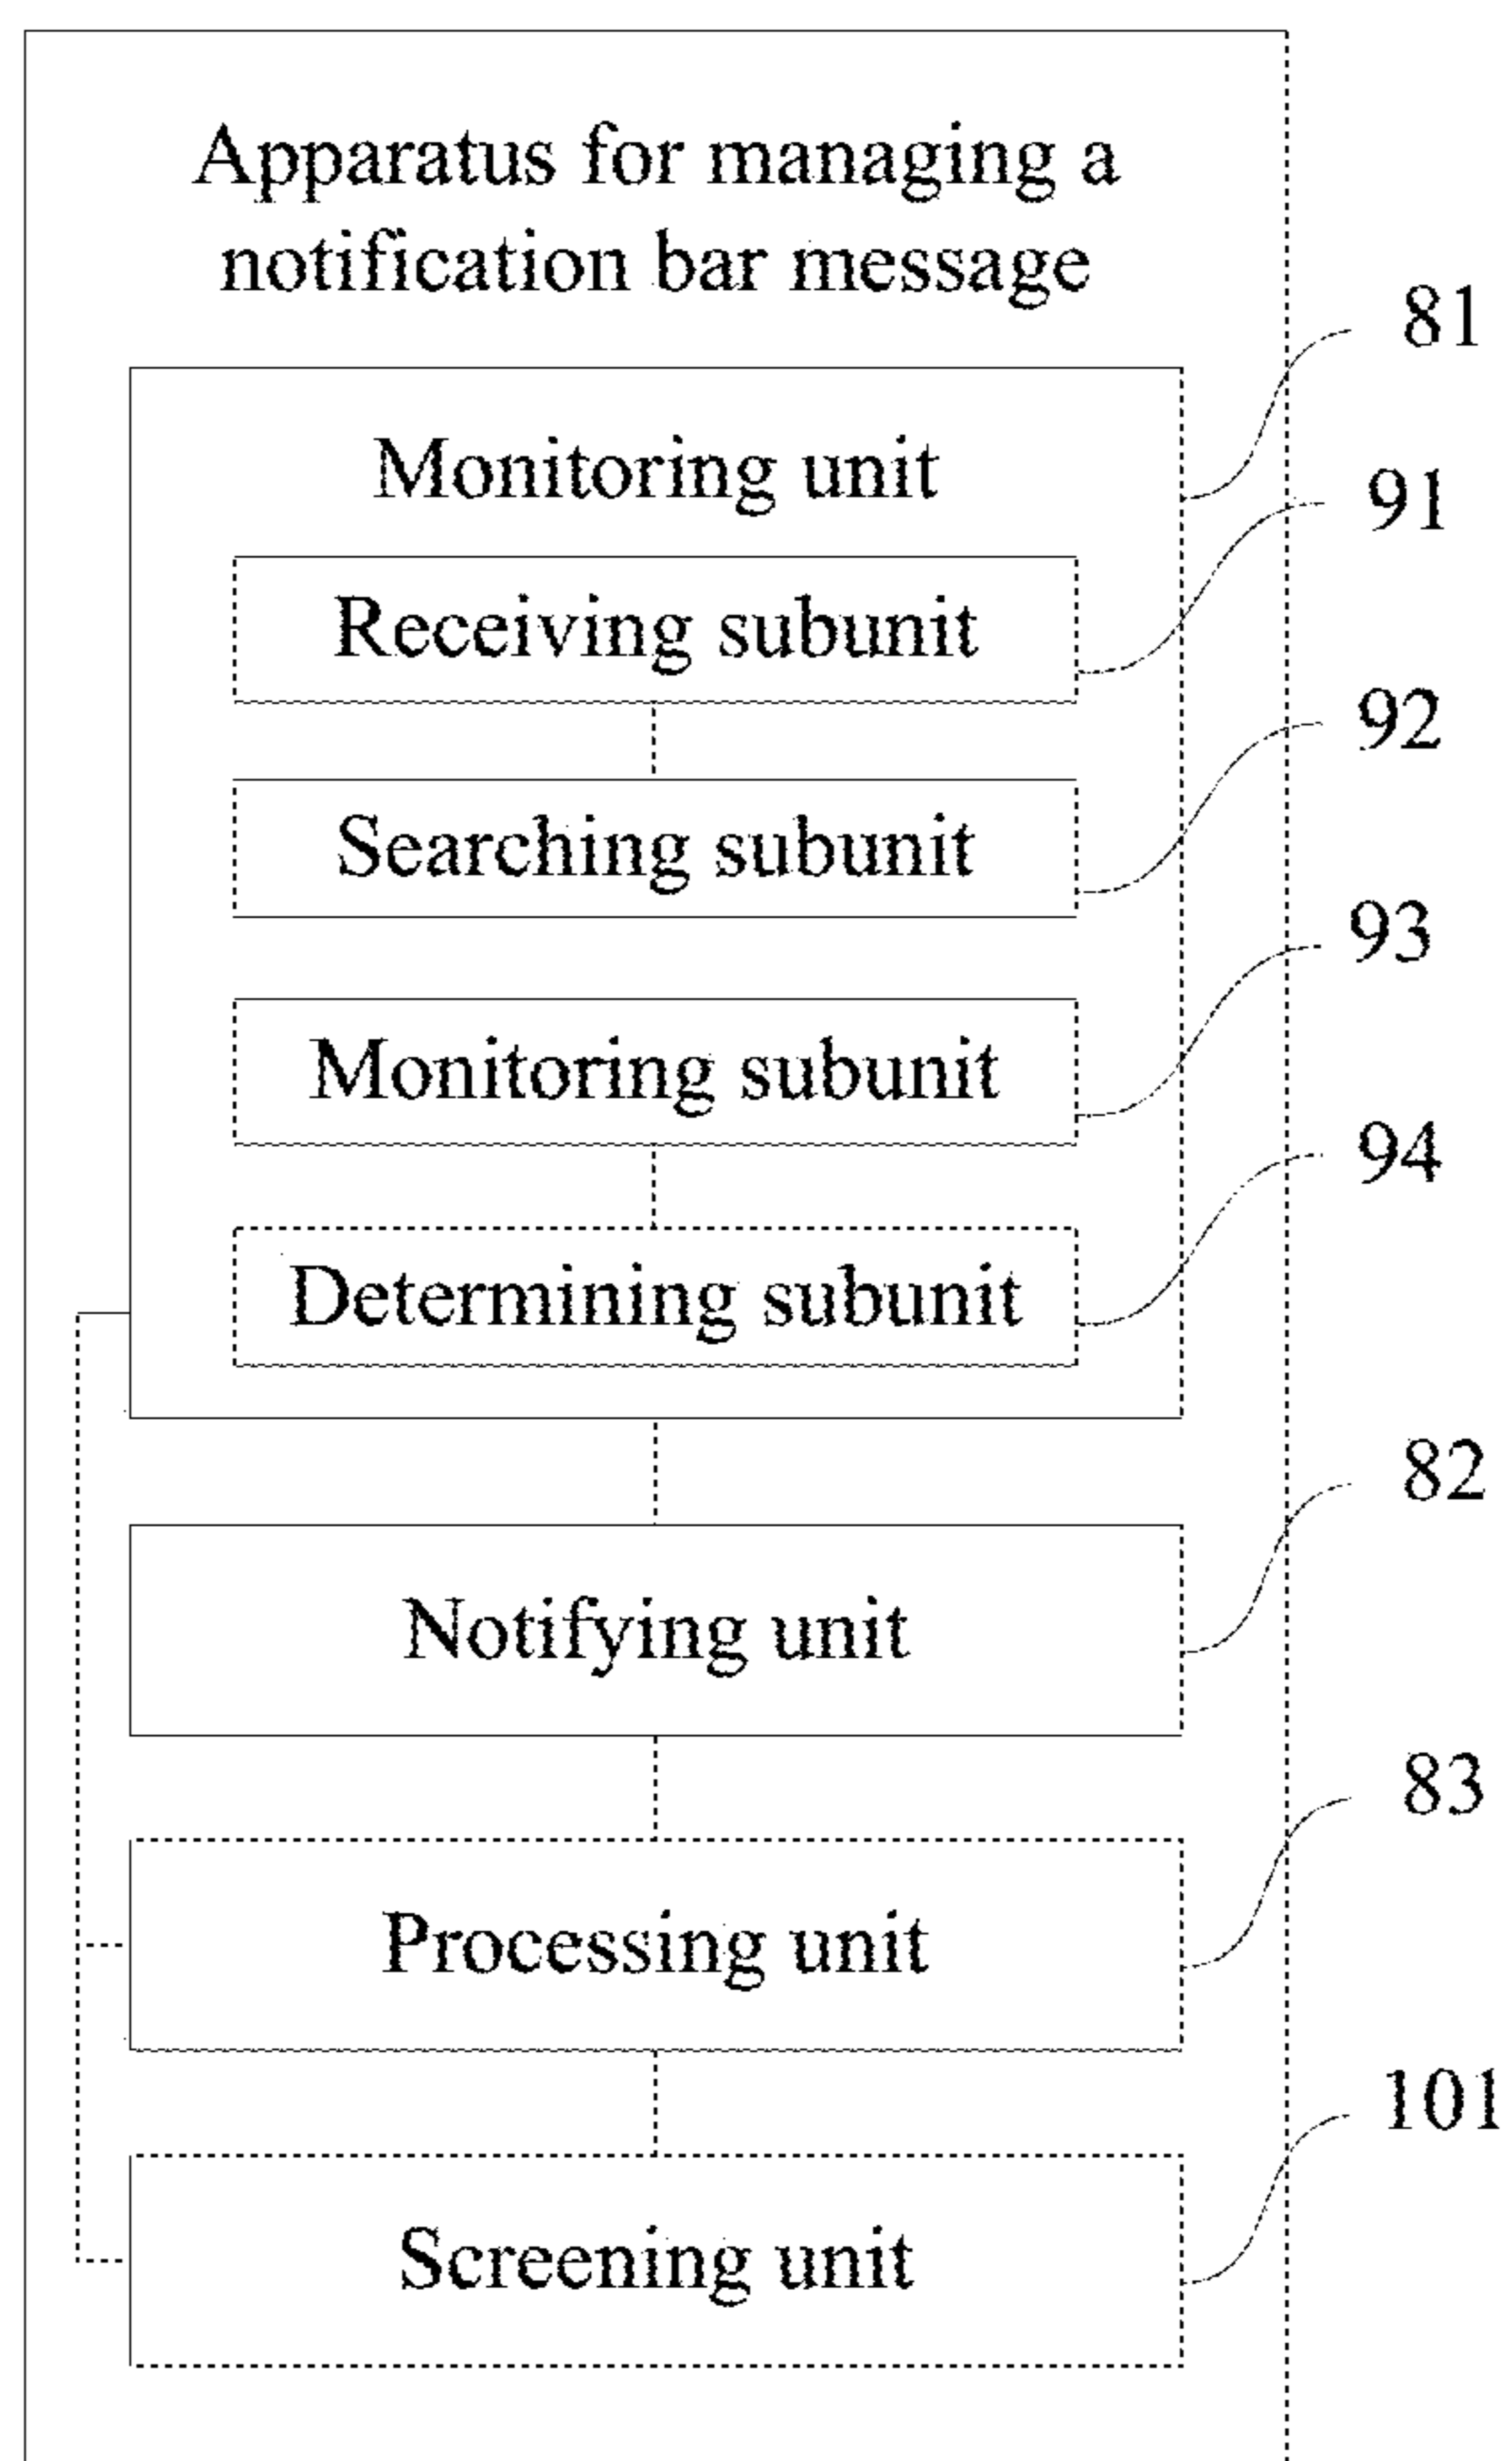 Apparatus for managing a
notification bar message
81
Monitoring unit
91
Receiving subunit
92
Searching subunit
93
Monitoring subunit
94
Determining subunit
82
Notifying unit
83
Processing unit
101
Screening unit